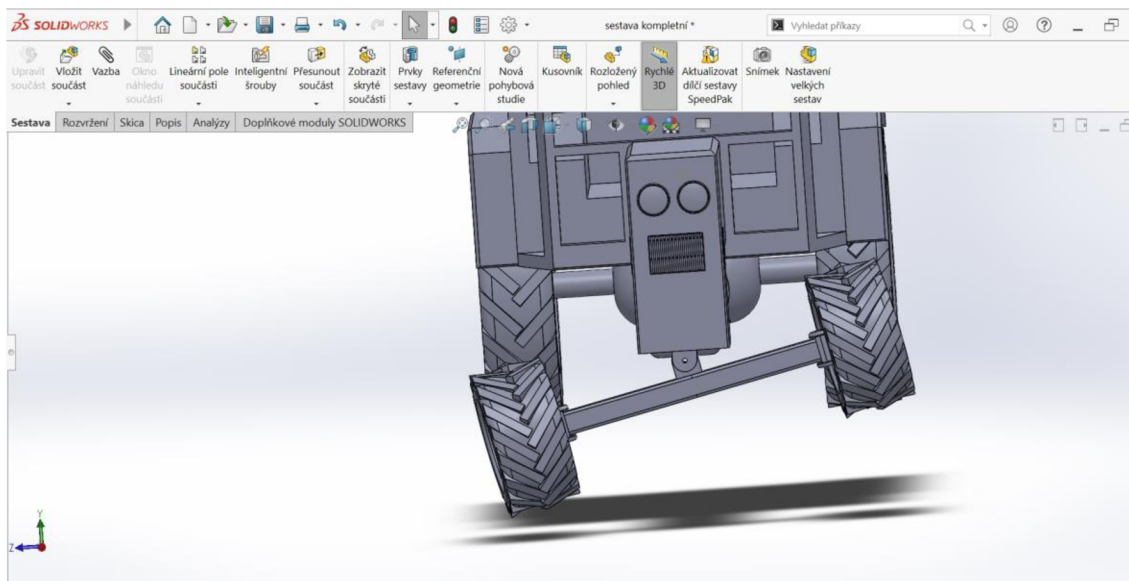 SOLIDWORKS
sestava kompletní *
Vyhledat příkazy
Upravit součást
Vložit součást
Vazba
Okno náhledu součásti
Lineární pole součásti
Inteligentní šrouby
Přesunout součást
Zobrazit skryté součásti
Prvky sestavy
Referenční geometrie
Nová pohybová studie
Kusovník
Rozložený pohled
Rychlé 3D
Aktualizovat dílčí sestavy SpeedPak
Snímek
Nastavení velkých sestav
Sestava Rozvržení Skica Popis Analýzy Doplňkové moduly SOLIDWORKS
Y
Z